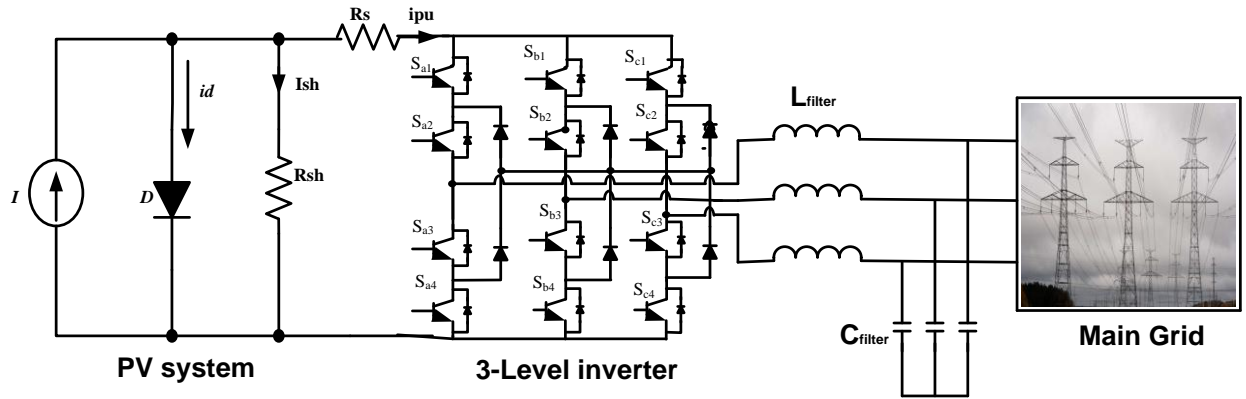 Rs
ipu
I
id
D
Ish
Rsh
Sa1
Sa2
Sa3
Sa4
Sb1
Sb2
Sb3
Sb4
Sc1
Sc2
Sc3
Sc4
Lfilter
Cfilter
PV system
3-Level inverter
Main Grid